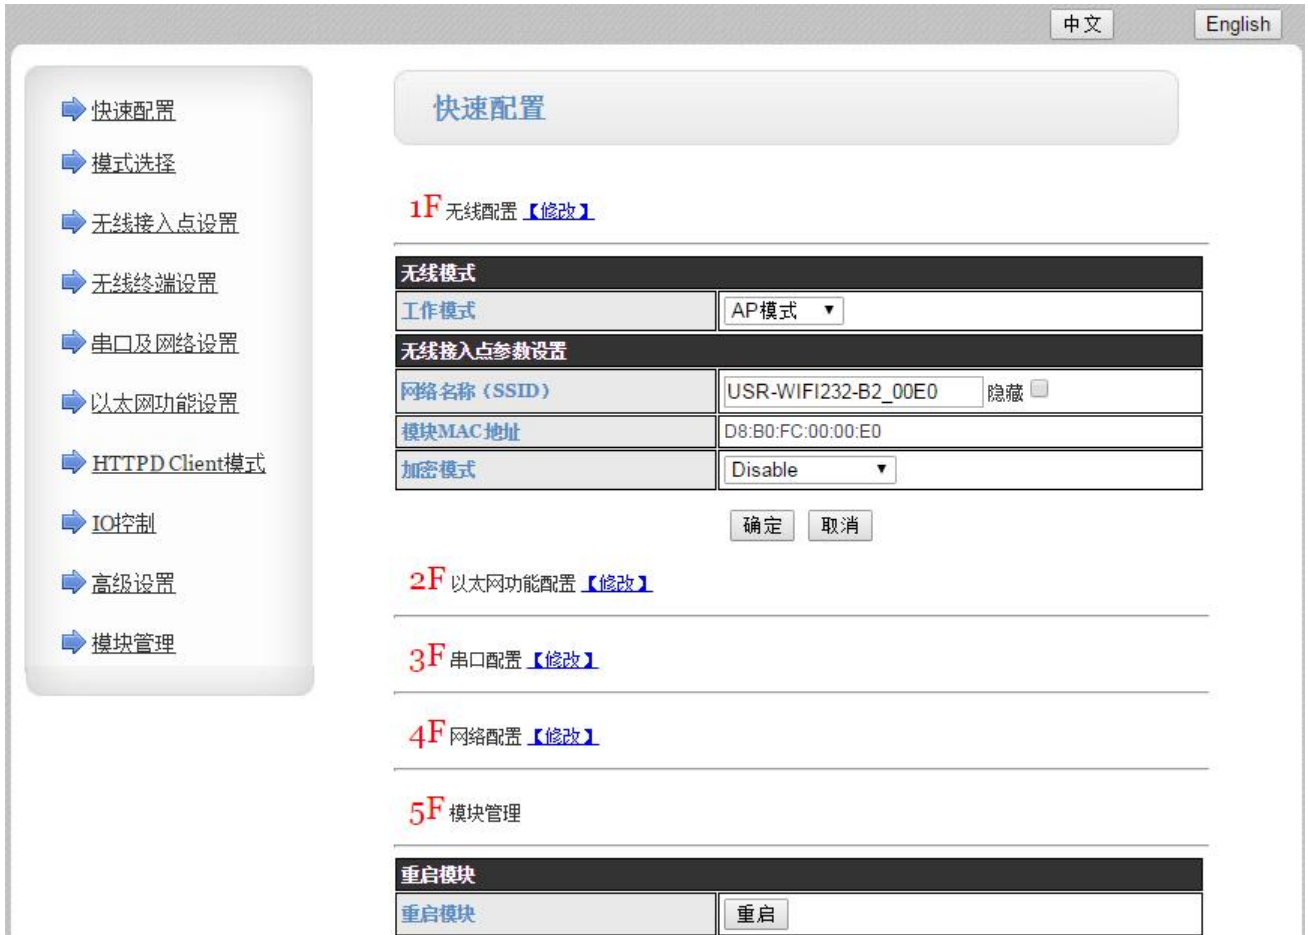 中文 English
快速配置
模式选择
无线接入点设置
无线终端设置
串口及网络设置
以太网功能设置
HTTPD Client模式
IO控制
高级设置
模块管理
快速配置
1F 无线配置 【修改】
无线模式
工作模式 AP模式
无线接入点参数设置
网络名称（SSID） USR-WIFI232-B2_00E0 隐藏
模块MAC地址 D8:B0:FC:00:00:E0
加密模式 Disable
确定 取消
2F 以太网功能配置 【修改】
3F 串口配置 【修改】
4F 网络配置 【修改】
5F 模块管理
重启模块
重启模块 重启